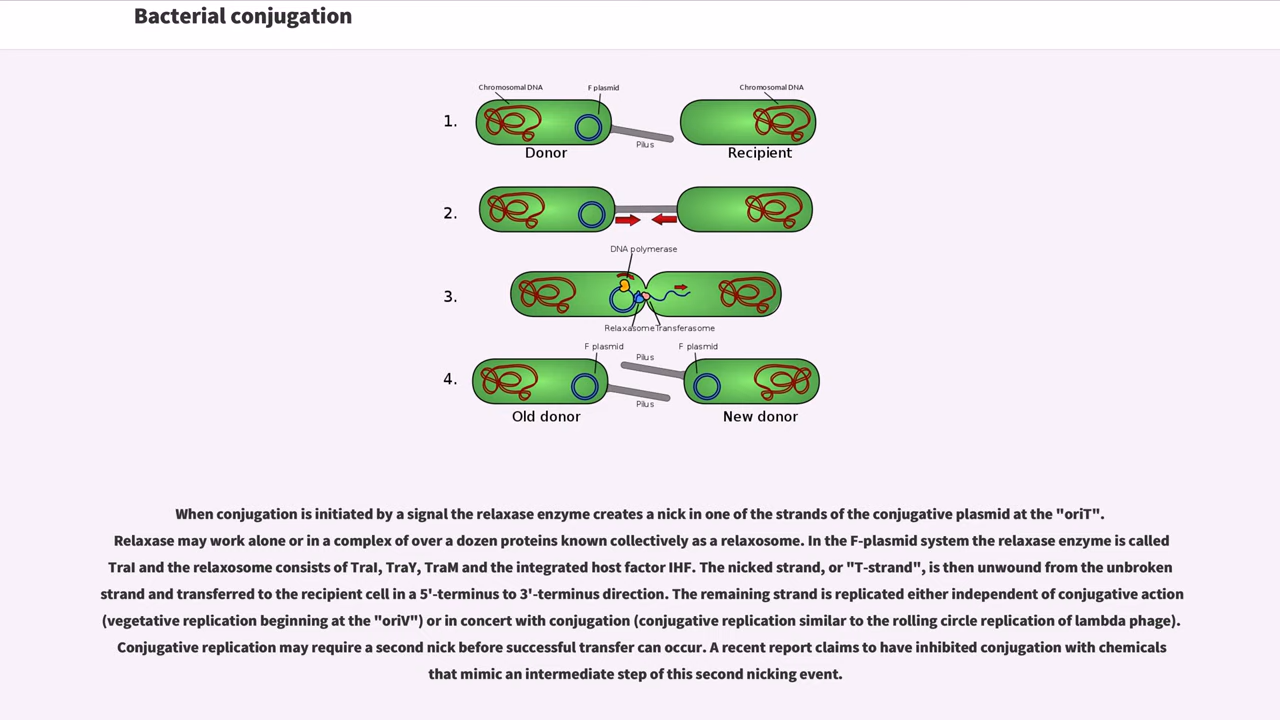 Bacterial conjugation
Chromosomal DNA
F plasmid
Chromosomal DNA
1.
Pilus
Donor
Recipient
2.
DNA polymerase
3.
Relaxasome
Transferasome
F plasmid
F plasmid
Pilus
4.
Pilus
Old donor
New donor
When conjugation is initiated by a signal the relaxase enzyme creates a nick in one of the strands of the conjugative plasmid at the "oriT".
Relaxase may work alone or in a complex of over a dozen proteins known collectively as a relaxosome. In the F-plasmid system the relaxase enzyme is called
TraI and the relaxosome consists of TraI, TraY, TraM and the integrated host factor IHF. The nicked strand, or "T-strand", is then unwound from the unbroken
strand and transferred to the recipient cell in a 5'-terminus to 3'-terminus direction. The remaining strand is replicated either independent of conjugative action
(vegetative replication beginning at the "oriV") or in concert with conjugation (conjugative replication similar to the rolling circle replication of lambda phage).
Conjugative replication may require a second nick before successful transfer can occur. A recent report claims to have inhibited conjugation with chemicals
that mimic an intermediate step of this second nicking event.